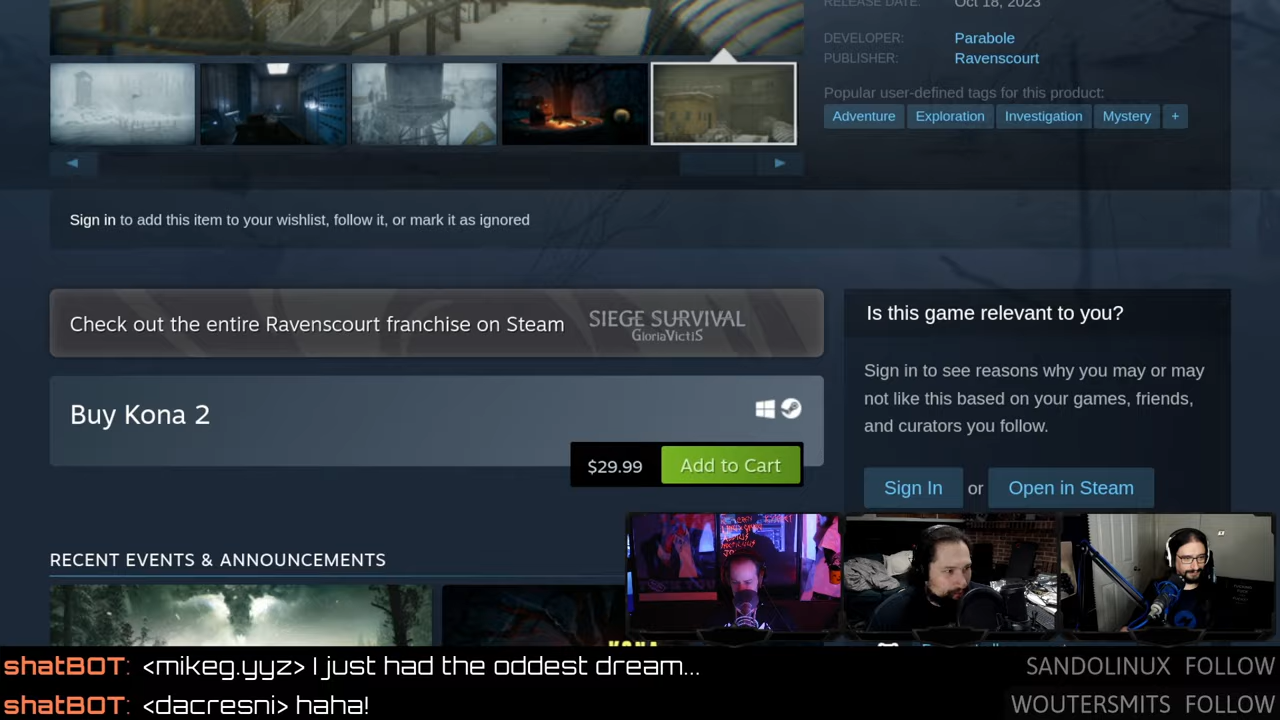 RELEASE DATE: Oct 18, 2023
DEVELOPER: Parabole
PUBLISHER: Ravenscourt
Popular user-defined tags for this product:
Adventure Exploration Investigation Mystery +
Sign in to add this item to your wishlist, follow it, or mark it as ignored
Check out the entire Ravenscourt franchise on Steam
SIEGE SURVIVAL
GloriaVictiS
Is this game relevant to you?
Sign in to see reasons why you may or may
not like this based on your games, friends,
and curators you follow.
Sign In or Open in Steam
Buy Kona 2
$29.99 Add to Cart
RECENT EVENTS & ANNOUNCEMENTS
KONA
shatBOT: <mikeg.yyz> I just had the oddest dream...
shatBOT: <dacresni> haha!
SANDOLINUX FOLLOW
WOUTERSMITS FOLLOW